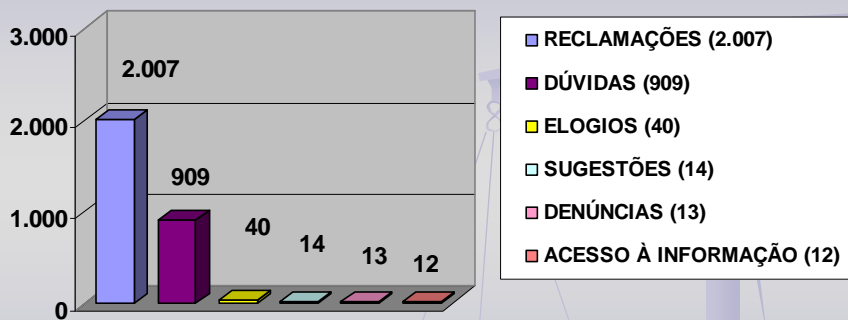 3.000
2.000
1.000
0
2.007
909
40
14
13
12
RECLAMAÇÕES (2.007)
DÚVIDAS (909)
ELOGIOS (40)
SUGESTÕES (14)
DENÚNCIAS (13)
ACESSO À INFORMAÇÃO (12)